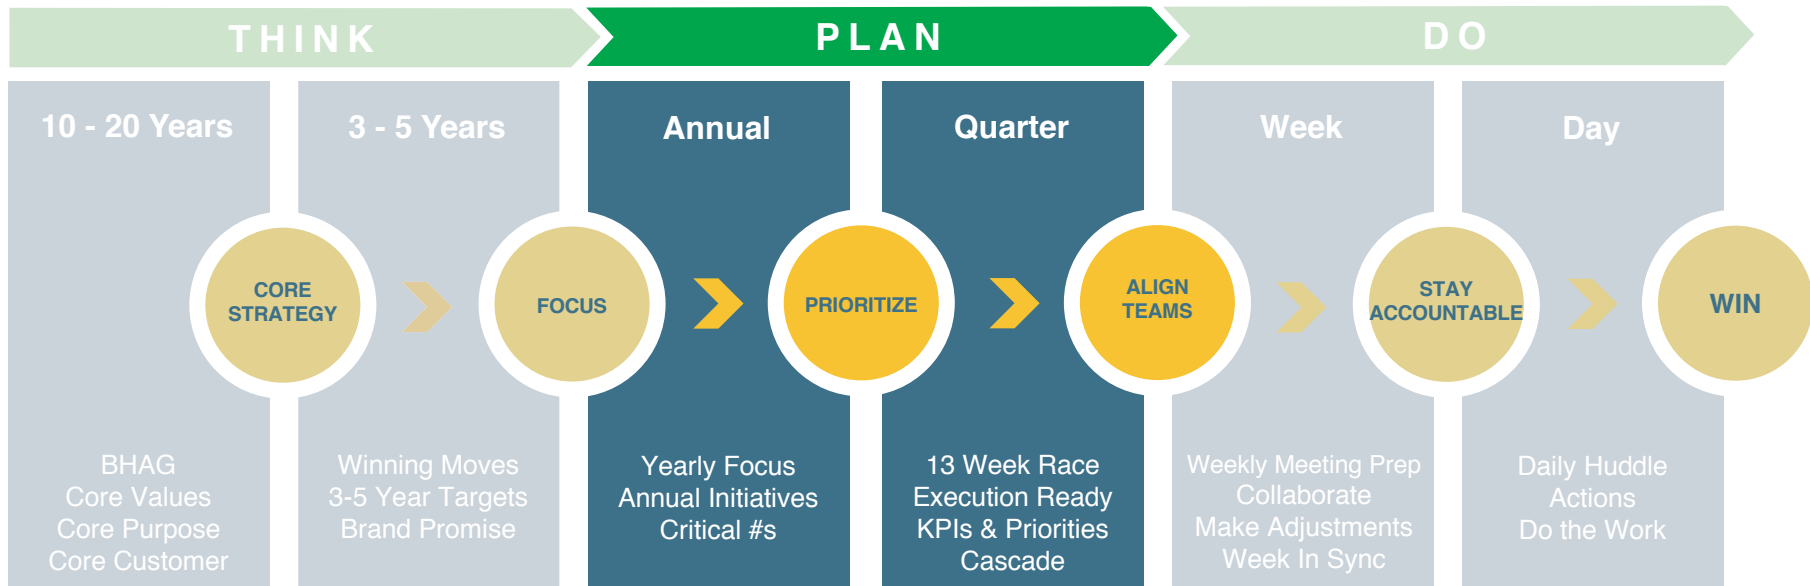 THINK
PLAN
DO
10 - 20 Years
3 - 5 Years
Annual
Quarter
Week
Day
CORE
STRATEGY
FOCUS
PRIORITIZE
ALIGN
TEAMS
STAY
ACCOUNTABLE
WIN
BHAG
Core Values
Core Purpose
Core Customer
Winning Moves
3-5 Year Targets
Brand Promise
Yearly Focus
Annual Initiatives
Critical #s
13 Week Race
Execution Ready
KPIs & Priorities
Cascade
Weekly Meeting Prep
Collaborate
Make Adjustments
Week In Sync
Daily Huddle
Actions
Do the Work